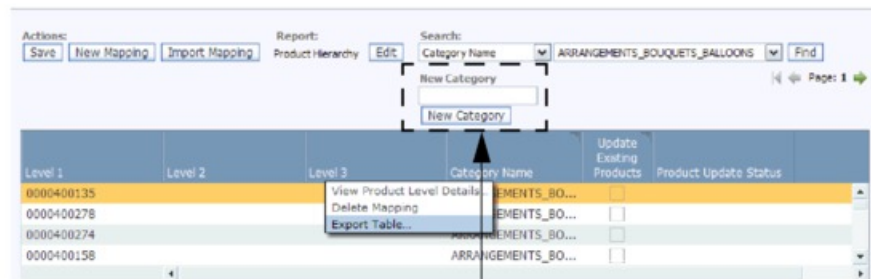 Actions: Report: Search:
Save New Mapping Import Mapping Product Hierarchy Edit Category Name ARRANGEMENTS_BOUQUETS_BALLOONS Find
New Category Page: 1
New Category
Update
Existing
Level 1 Level 2 Level 3 Category Name Products Product Update Status
0000400135 View Product Level Details... EMENTS_BO...
0000400278 Delete Mapping EMENTS_BO...
Export Table...
0000400274 ARRANGEMENTS_BO...
0000400158 ARRANGEMENTS_BO...